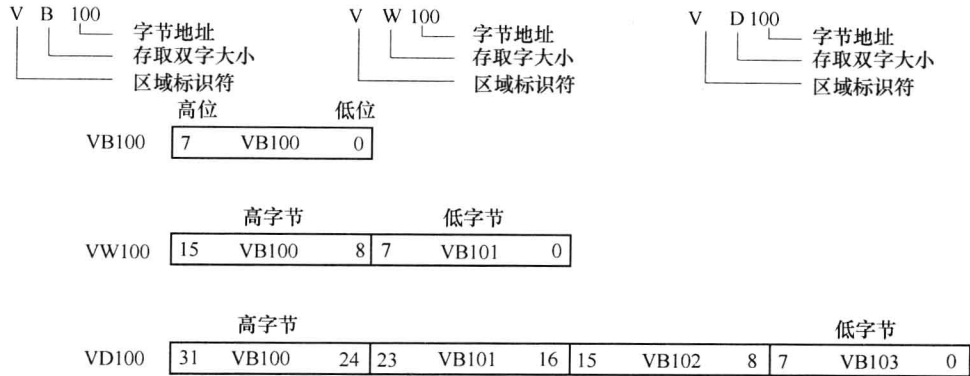 V B 100 字节地址 存取双字大小 区域标识符
V W 100 字节地址 存取字大小 区域标识符
V D 100 字节地址 存取双字大小 区域标识符
高位 低位
VB100 7 VB100 0
高字节 低字节
VW100 15 VB100 8 7 VB101 0
高字节 低字节
VD100 31 VB100 24 23 VB101 16 15 VB102 8 7 VB103 0